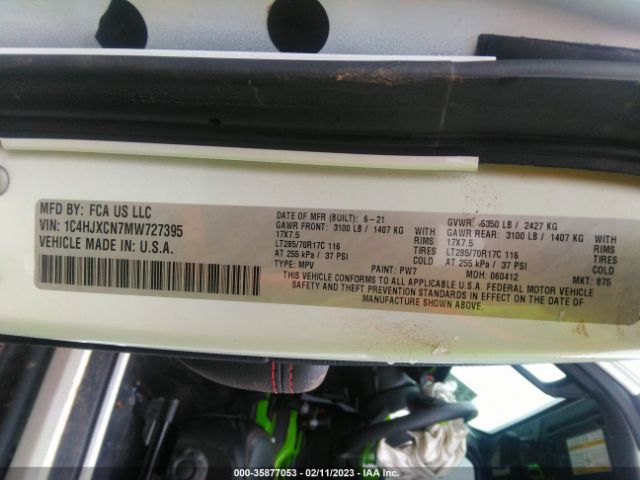 MFD BY: FCA US LLC
VIN: 1C4HJXCN7MW727395
VEHICLE MADE IN: U.S.A.
DATE OF MFR (BUILT): 6-21
GAWR FRONT: 3100 LB / 1407 KG WITH
17X7.5 RIMS
LT285/70R17C 116 TIRES
AT 255 kPa / 37 PSI COLD
TYPE: MPV PAINT: PW7
GVWR: 5350 LB / 2427 KG
GAWR REAR: 3100 LB / 1407 KG WITH
17X7.5 RIMS
LT285/70R17C 116 TIRES
AT 255 kPa / 37 PSI COLD
MDH: 060412 MKT: 875
THIS VEHICLE CONFORMS TO ALL APPLICABLE U.S.A. FEDERAL MOTOR VEHICLE
SAFETY AND THEFT PREVENTION STANDARDS IN EFFECT ON THE DATE OF
MANUFACTURE SHOWN ABOVE.
000-35877053 - 02/11/2023 - © IAA, Inc.